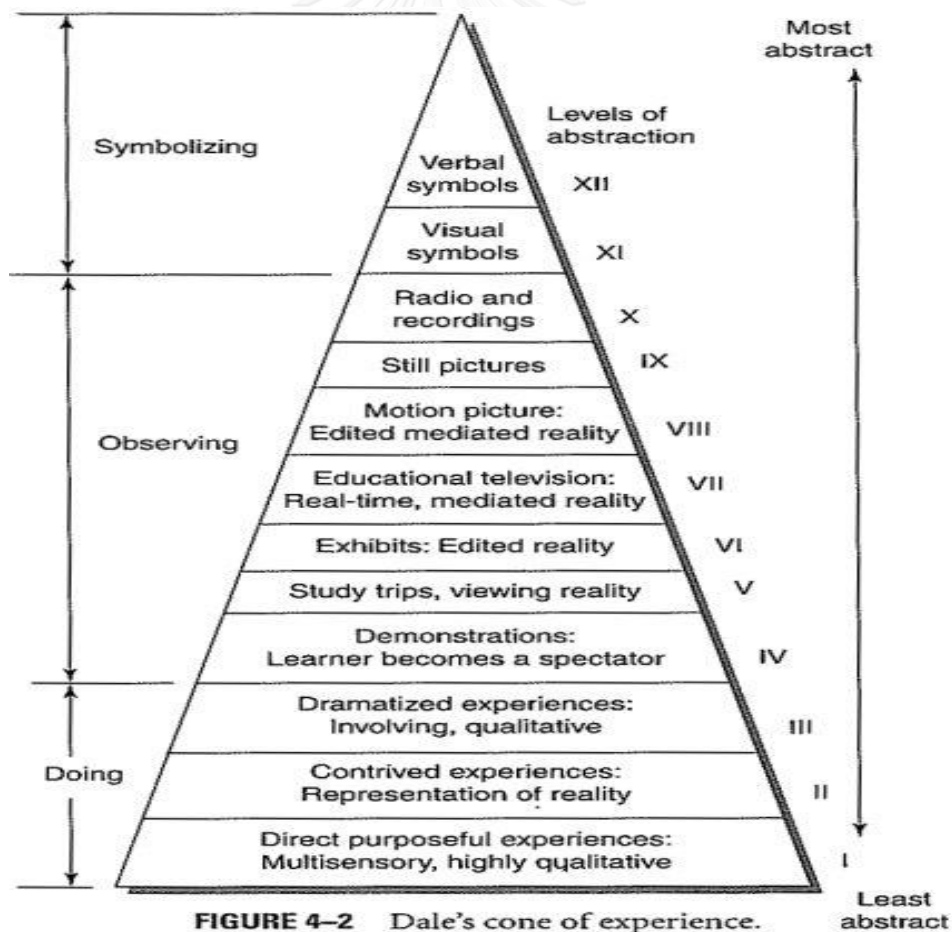 Most
abstract
Levels of
abstraction
Symbolizing
Verbal
symbols
XII
Visual
symbols
XI
Radio and
recordings
X
Still pictures
IX
Motion picture:
Edited mediated reality
VIII
Observing
Educational television:
Real-time, mediated reality
VII
Exhibits: Edited reality
VI
Study trips, viewing reality
V
Demonstrations:
Learner becomes a spectator
IV
Dramatized experiences:
Involving, qualitative
III
Doing
Contrived experiences:
Representation of reality
II
Direct purposeful experiences:
Multisensory, highly qualitative
I
Least
abstract
FIGURE 4–2 Dale's cone of experience.